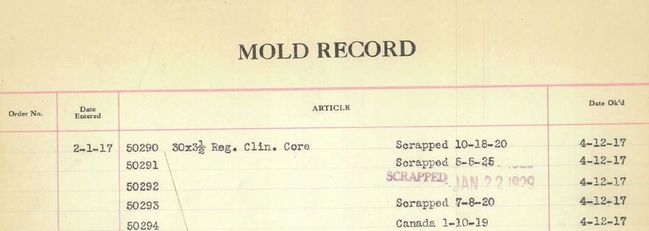 MOLD RECORD
Order No. Date Entered ARTICLE Date Ok'd
2-1-17 50290 30x3½ Reg. Clin. Core Scrapped 10-18-20 4-12-17
50291 Scrapped 5-5-25 4-12-17
50292 SCRAPPED JAN 22 1929 4-12-17
50293 Scrapped 7-8-20 4-12-17
50294 Canada 1-10-19 4-12-17